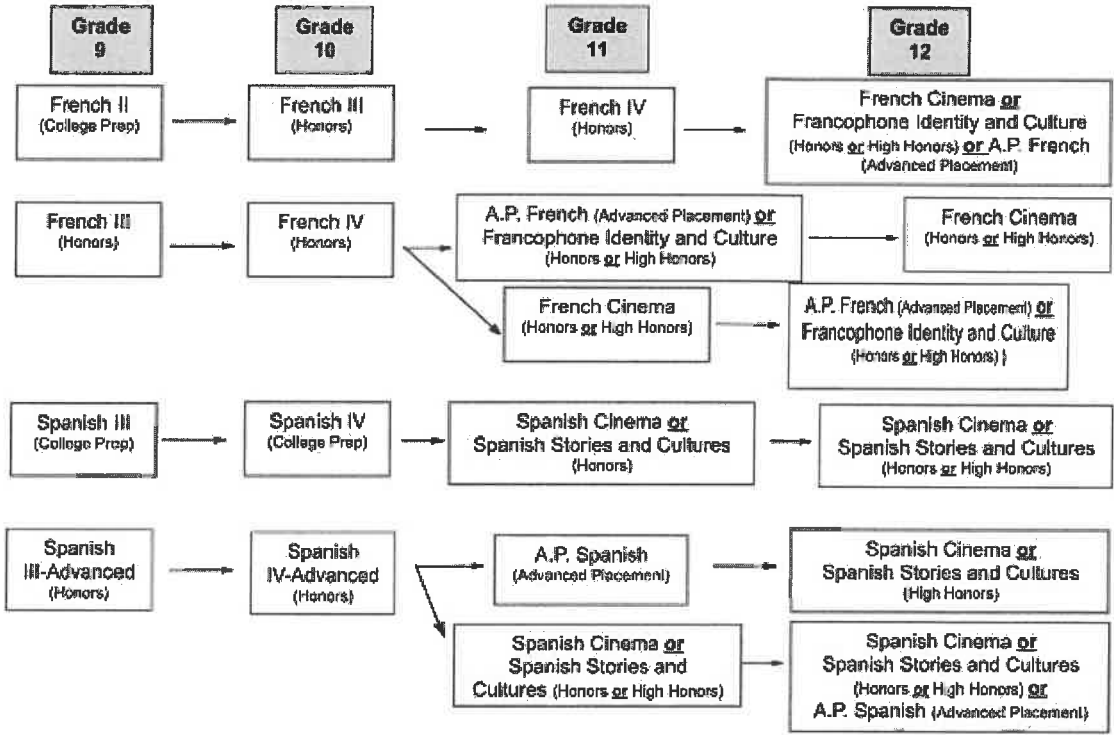 Grade
9
Grade
10
Grade
11
Grade
12
French II
(College Prep)
French III
(Honors)
French IV
(Honors)
French Cinema or
Francophone Identity and Culture
(Honors or High Honors) or A.P. French
(Advanced Placement)
French III
(Honors)
French IV
(Honors)
A.P. French (Advanced Placement) or
Francophone Identity and Culture
(Honors or High Honors)
French Cinema
(Honors or High Honors)
French Cinema
(Honors or High Honors)
A.P. French (Advanced Placement) or
Francophone Identity and Culture
(Honors or High Honors) )
Spanish III
(College Prep)
Spanish IV
(College Prep)
Spanish Cinema or
Spanish Stories and Cultures
(Honors)
Spanish Cinema or
Spanish Stories and Cultures
(Honors or High Honors)
Spanish
III-Advanced
(Honors)
Spanish
IV-Advanced
(Honors)
A.P. Spanish
(Advanced Placement)
Spanish Cinema or
Spanish Stories and Cultures
(High Honors)
Spanish Cinema or
Spanish Stories and
Cultures (Honors or High Honors)
Spanish Cinema or
Spanish Stories and Cultures
(Honors or High Honors) or
A.P. Spanish (Advanced Placement)